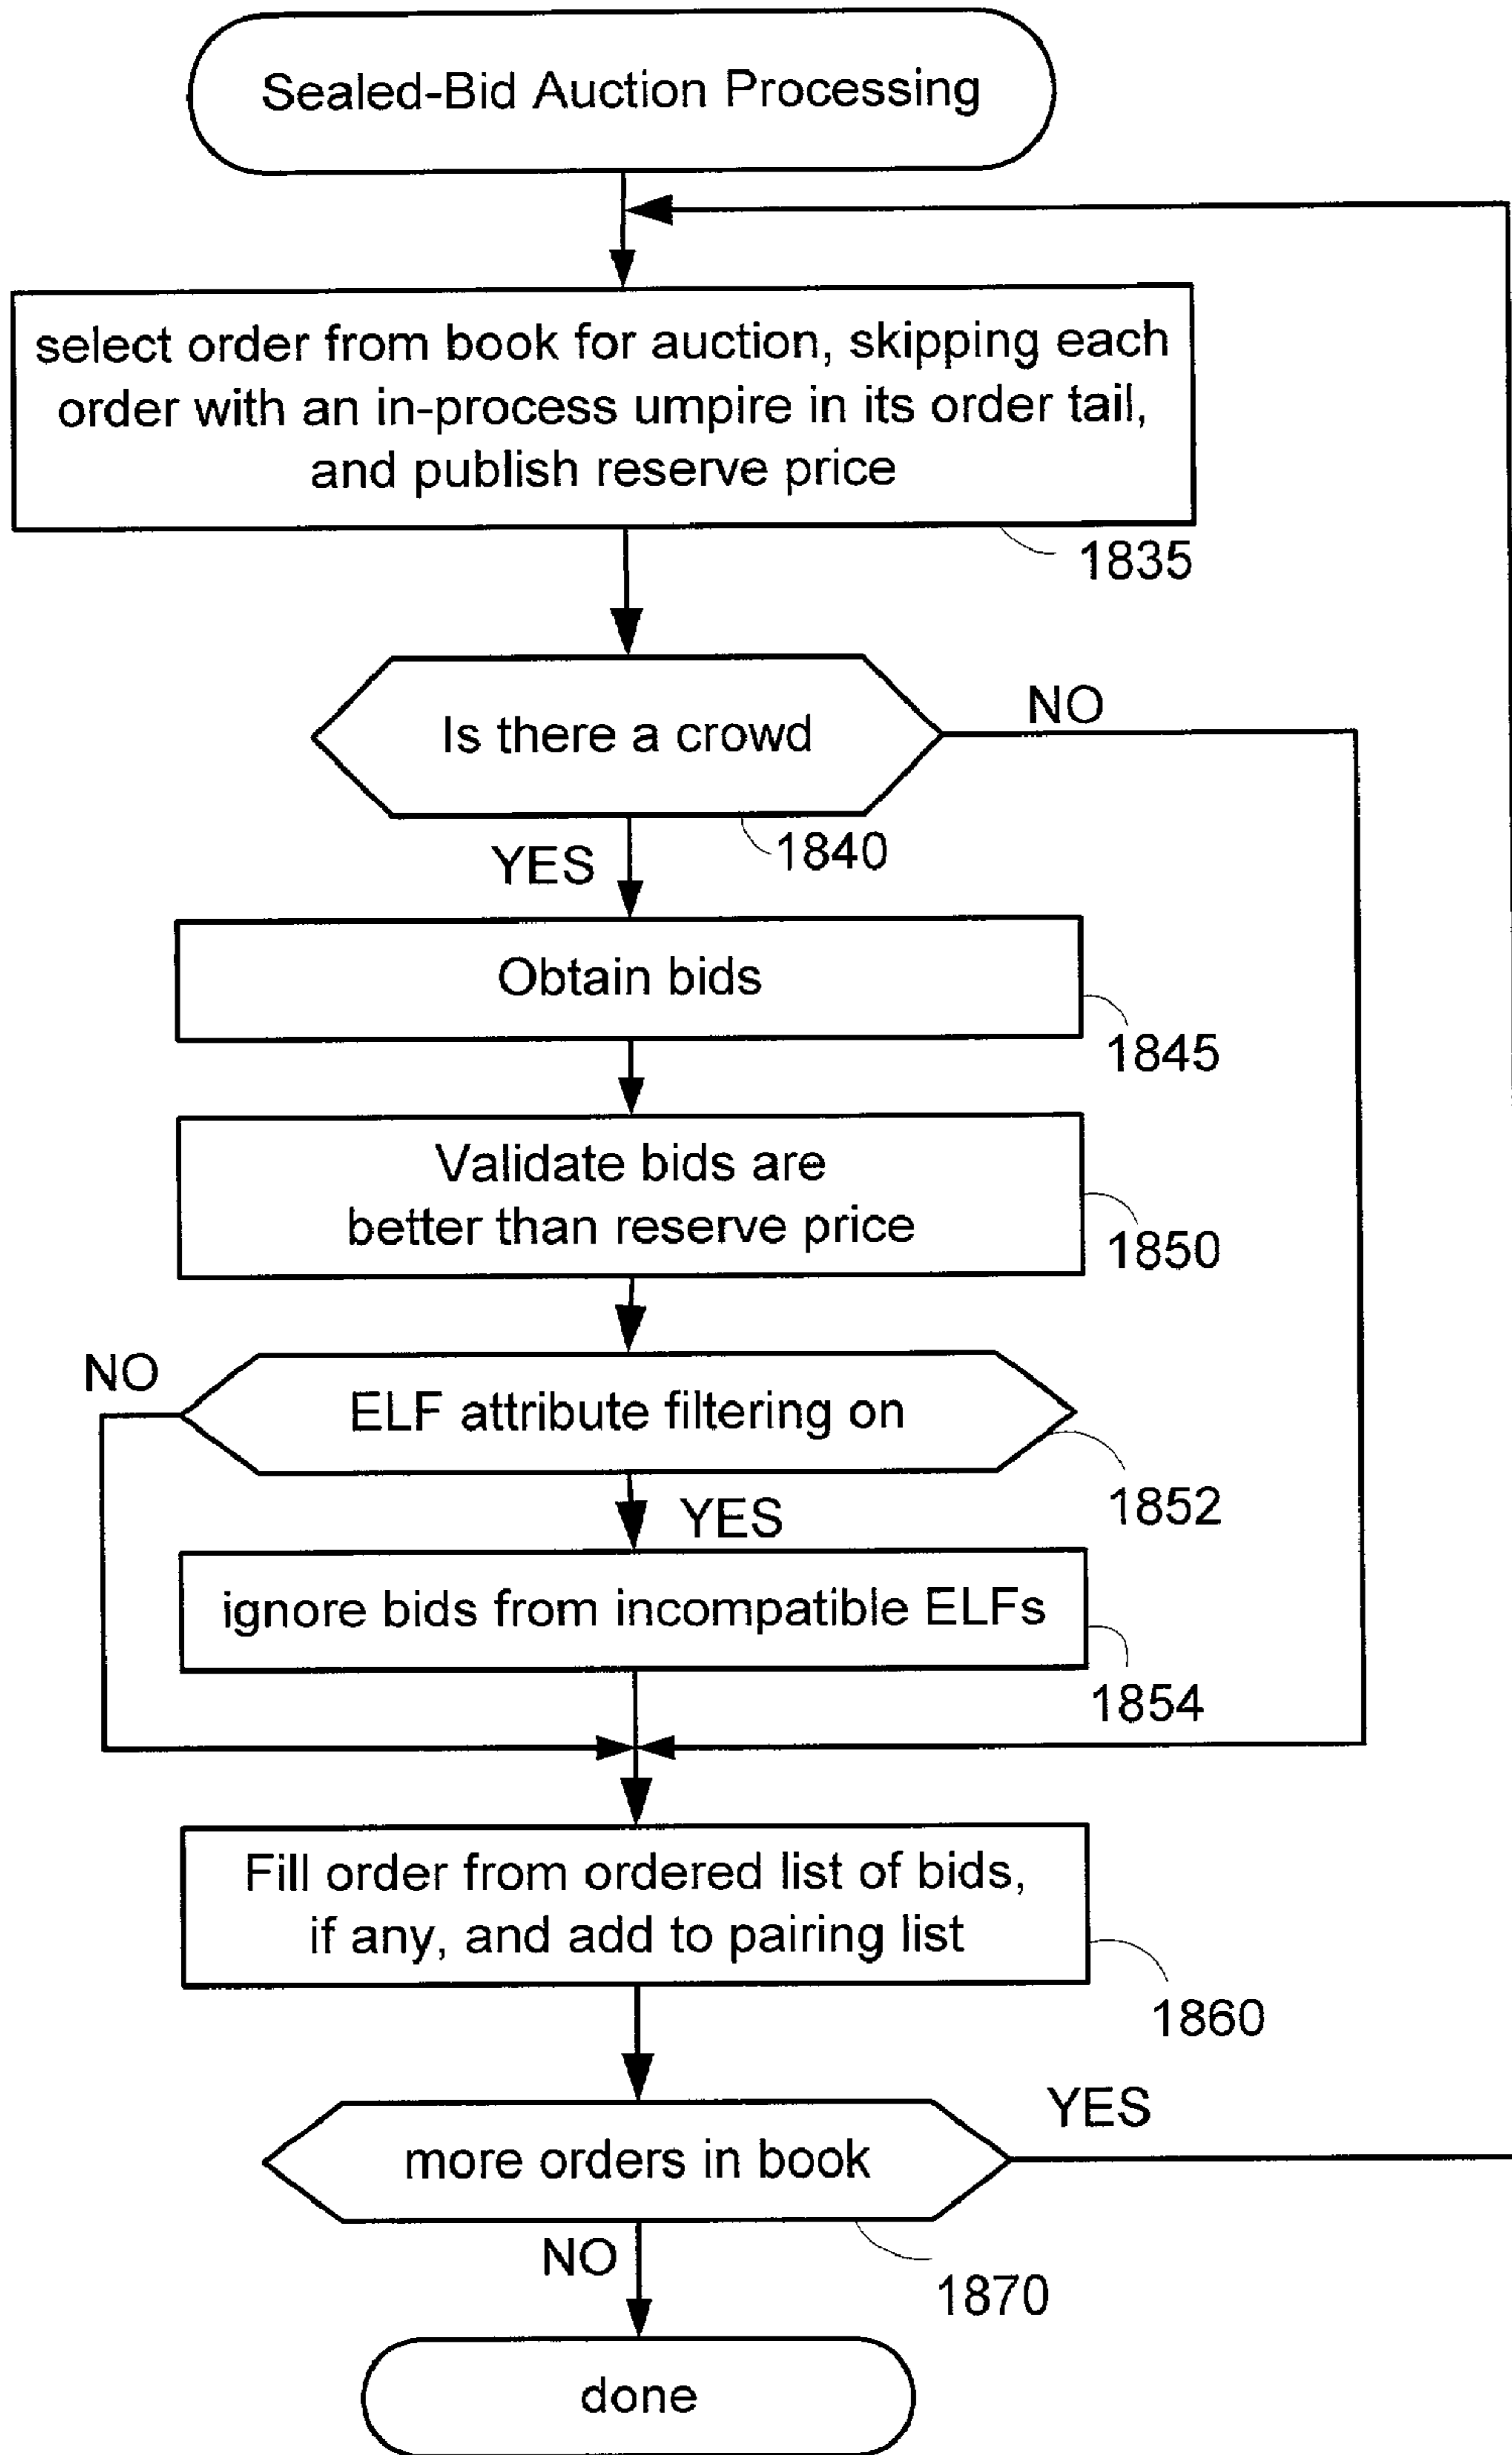 Sealed-Bid Auction Processing
select order from book for auction, skipping each
order with an in-process umpire in its order tail,
and publish reserve price
1835
Is there a crowd
NO
1840
YES
Obtain bids
1845
Validate bids are
better than reserve price
1850
NO
ELF attribute filtering on
1852
YES
ignore bids from incompatible ELFs
1854
Fill order from ordered list of bids,
if any, and add to pairing list
1860
YES
more orders in book
NO
1870
done